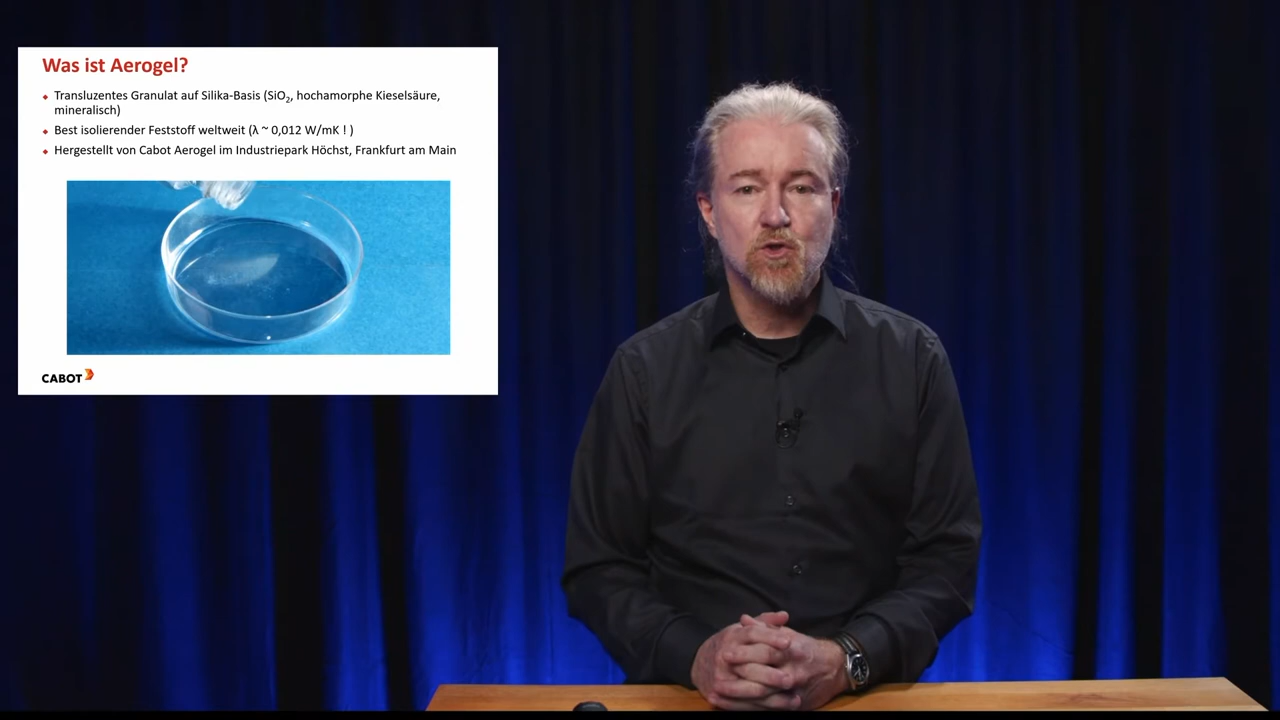 Was ist Aerogel?
Transluzentes Granulat auf Silika-Basis (SiO₂, hochamorphe Kieselsäure,
mineralisch)
Best isolierender Feststoff weltweit (λ ~ 0,012 W/mK ! )
Hergestellt von Cabot Aerogel im Industriepark Höchst, Frankfurt am Main
CABOT